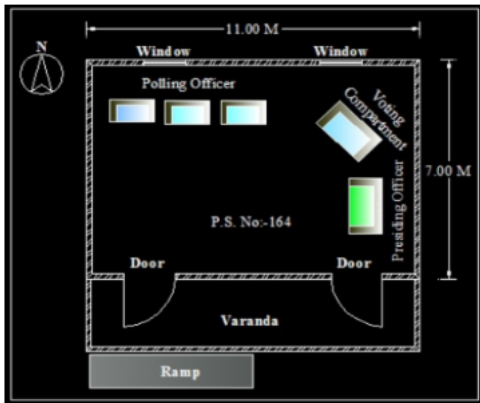 11.00 M
N
Window
Window
Polling Officer
Voting
Compartment
7.00 M
Presiding Officer
P.S. No:-164
Door
Door
Varanda
Ramp